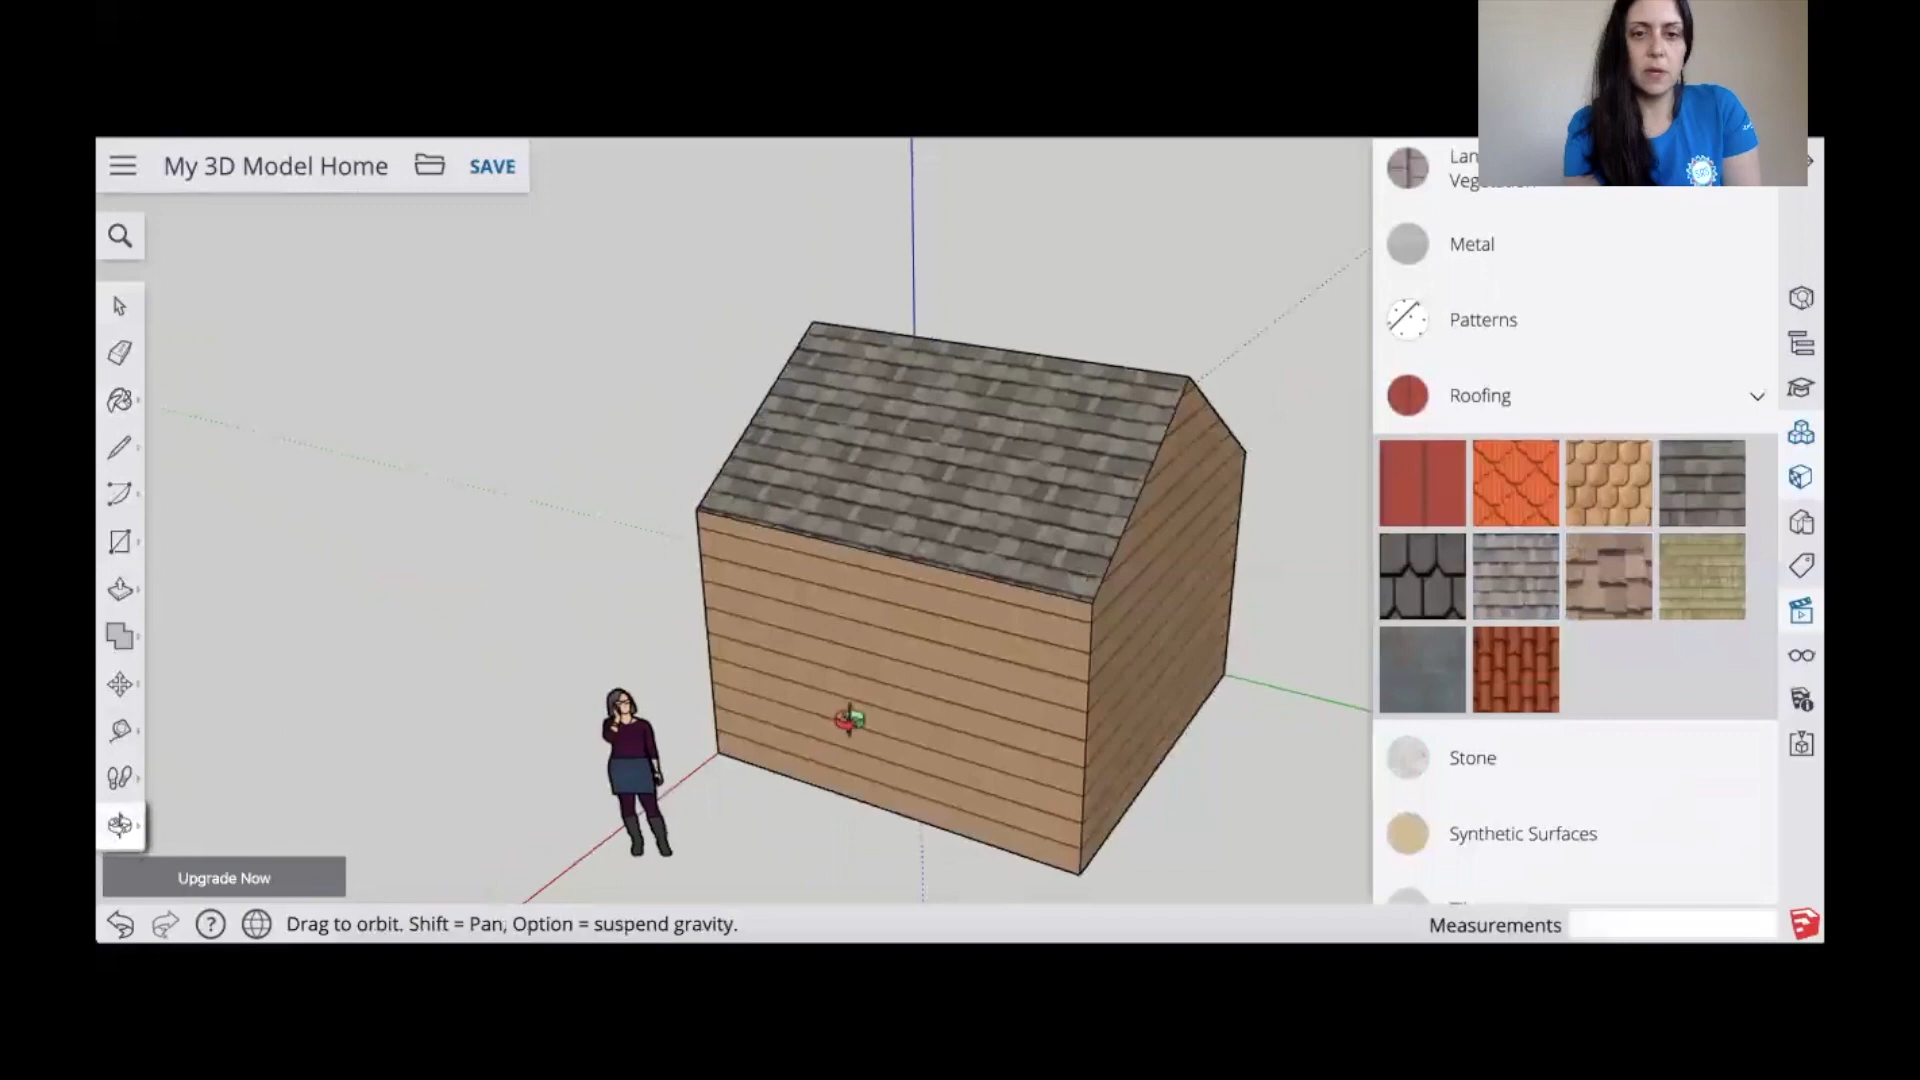 My 3D Model Home
SAVE
Metal
Patterns
Roofing
Stone
Synthetic Surfaces
Upgrade Now
Drag to orbit. Shift = Pan, Option = suspend gravity.
Measurements